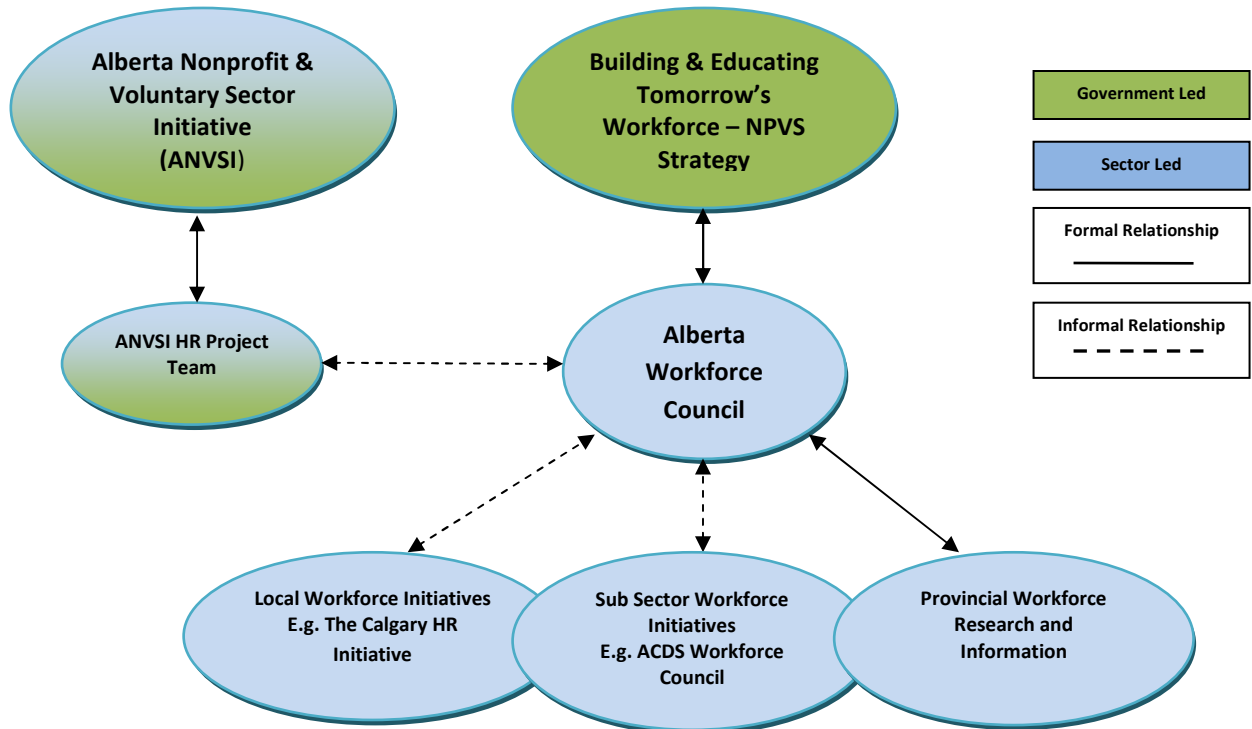 Alberta Nonprofit &
Voluntary Sector
Initiative
(ANVSI)
Building & Educating
Tomorrow’s
Workforce – NPVS
Strategy
Government Led
Sector Led
Formal Relationship
Informal Relationship
ANVSI HR Project
Team
Alberta
Workforce
Council
Local Workforce Initiatives
E.g. The Calgary HR
Initiative
Sub Sector Workforce
Initiatives
E.g. ACDS Workforce
Council
Provincial Workforce
Research and
Information